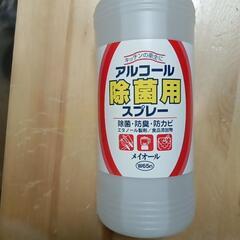 キッチンの衛生に
アルコール
除菌用
スプレー
除菌・防臭・防カビ
エタノール製剤/食品添加物
メイオール